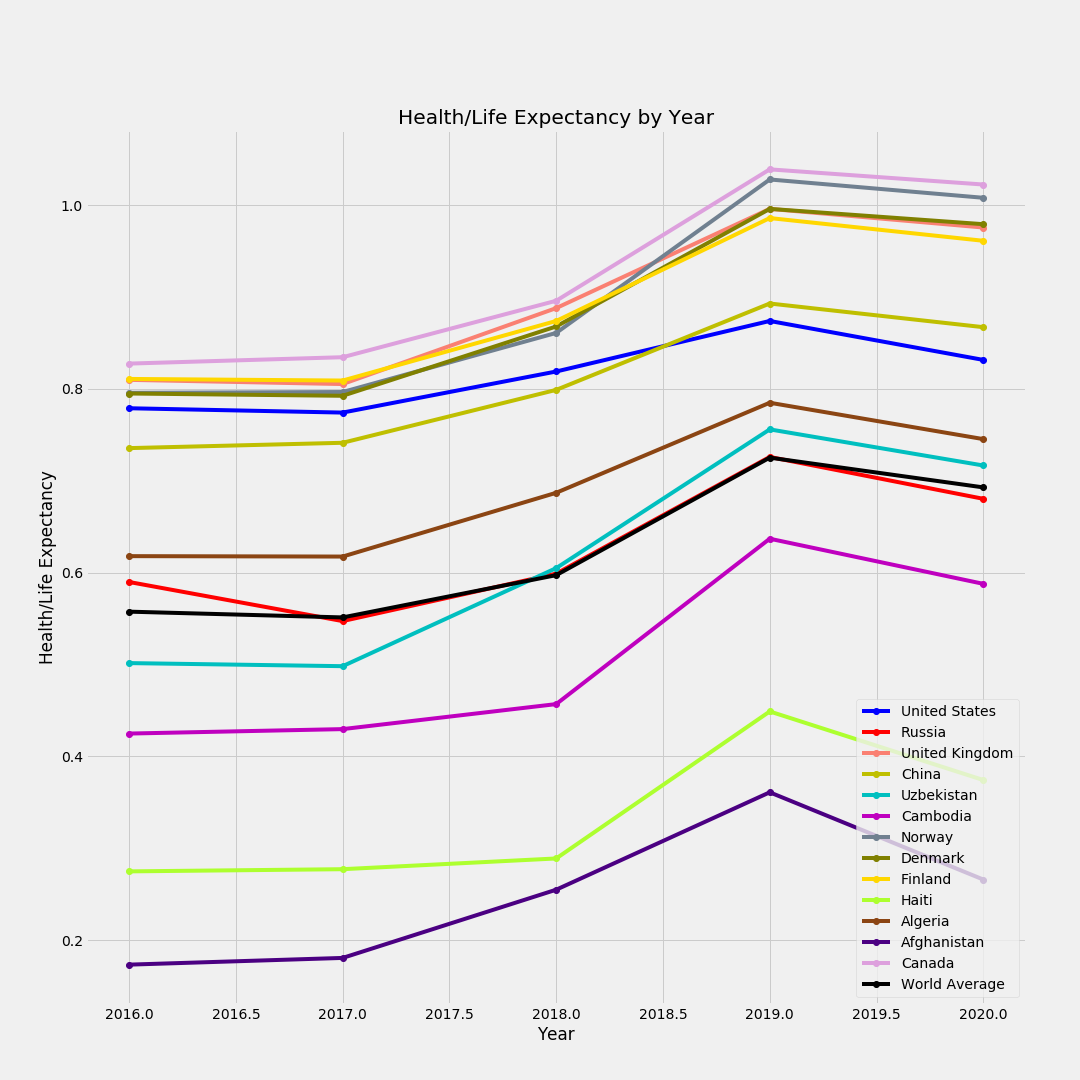 Health/Life Expectancy by Year
Health/Life Expectancy
1.0
0.8
0.6
0.4
0.2
United States
Russia
United Kingdom
China
Uzbekistan
Cambodia
Norway
Denmark
Finland
Haiti
Algeria
Afghanistan
Canada
World Average
2016.0 2016.5 2017.0 2017.5 2018.0 2018.5 2019.0 2019.5 2020.0
Year